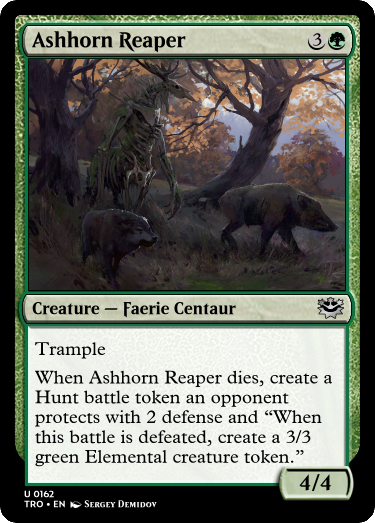 Ashhorn Reaper 3
Creature — Faerie Centaur
Trample
When Ashhorn Reaper dies, create a
Hunt battle token an opponent
protects with 2 defense and “When
this battle is defeated, create a 3/3
green Elemental creature token.”
4/4
U 0162
TRO • EN Sergey Demidov